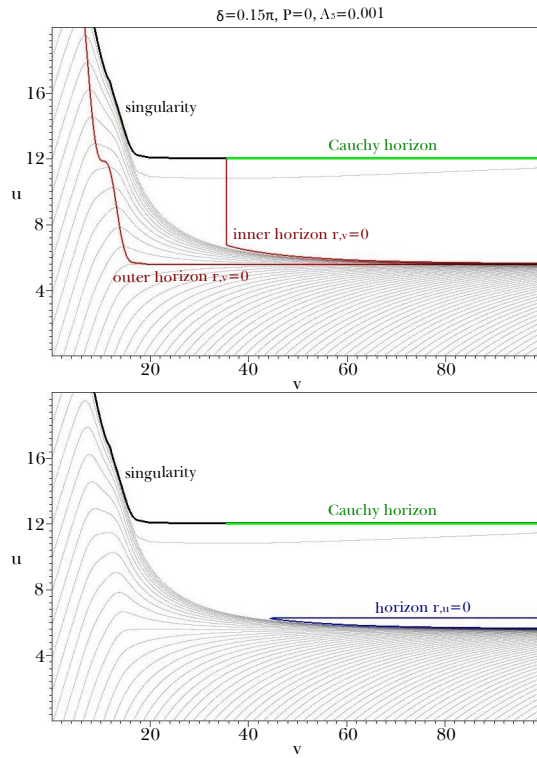 δ=0.15π, P=0, A₃=0.001
16
singularity
Cauchy horizon
12
u
8
inner horizon r,ᵥ=0
outer horizon r,ᵥ=0
4
20
40
60
80
v
16
singularity
Cauchy horizon
12
u
8
horizon r,ᵤ=0
4
20
40
60
80
v